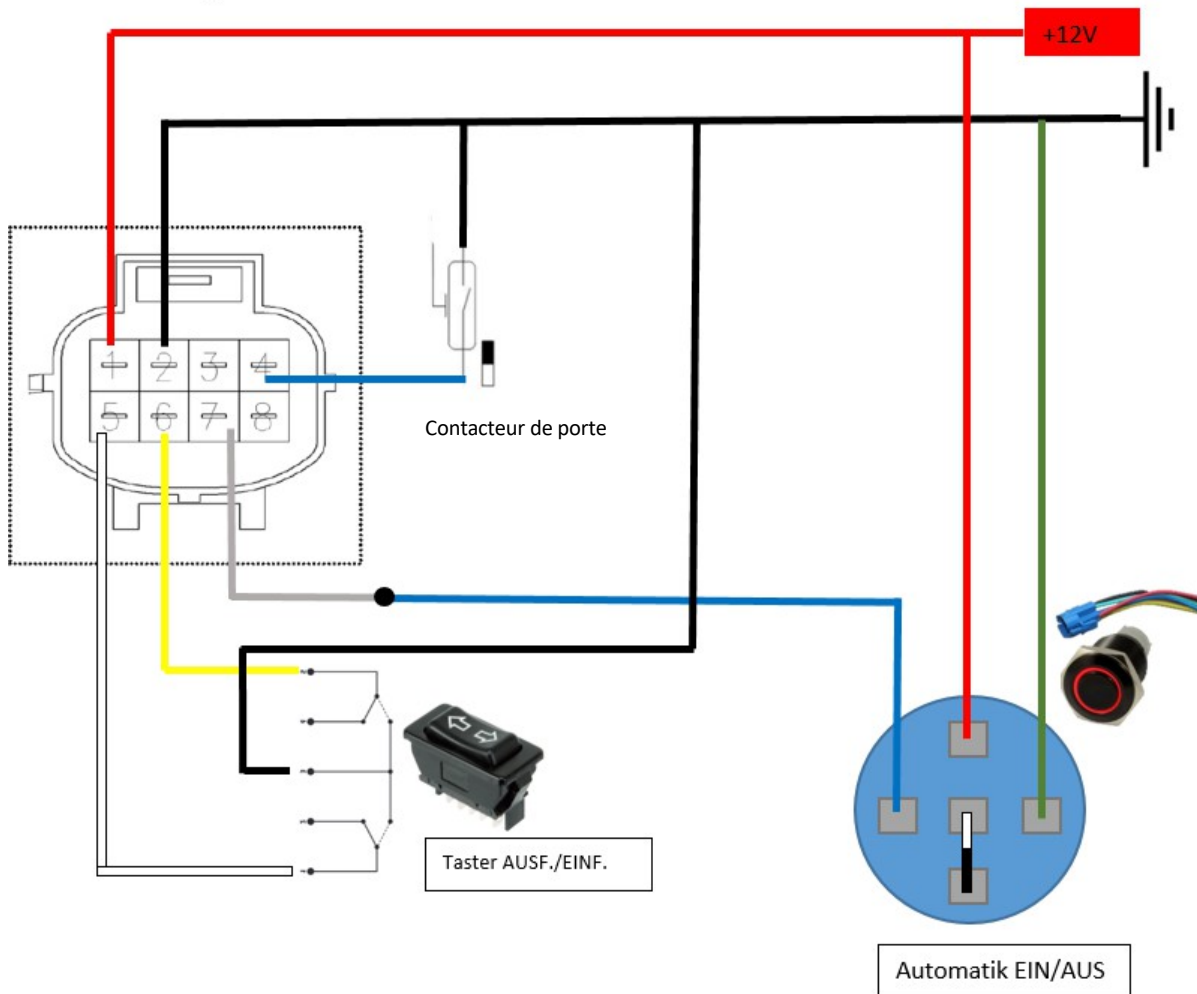 +12V
1 2 3 4
5 6 7 8
Contacteur de porte
Taster AUSF./EINF.
Automatik EIN/AUS